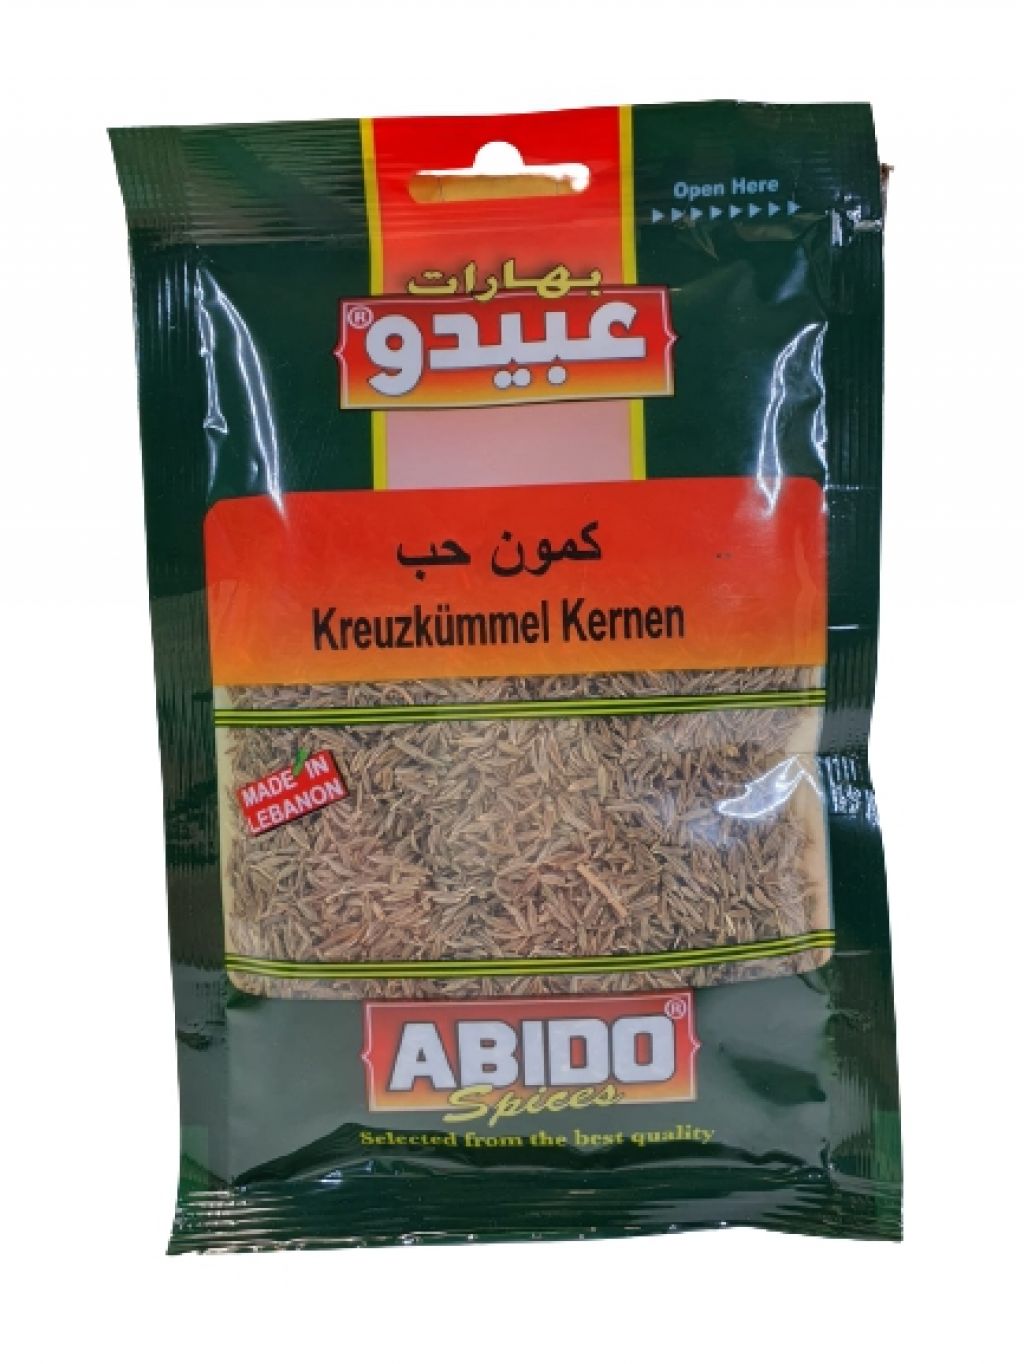 Open Here
بهارات
عبيدو
®
كمون حب
Kreuzkümmel Kernen
MADE IN
LEBANON
ABIDO®
Spices
Selected from the best quality